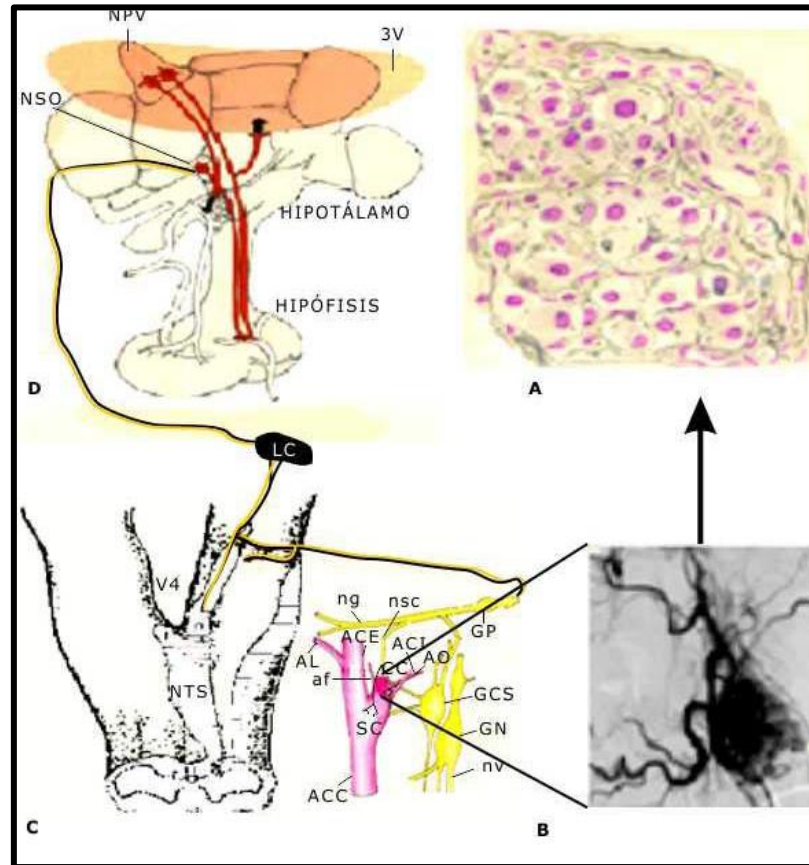 NPV
3V
NSO
HIPOTÁLAMO
HIPÓFISIS
D
A
LC
V4
NTS
ng
nsc
ACE
ACI
GP
AL
AO
af
CC
GCS
SC
GN
nv
ACC
C
B